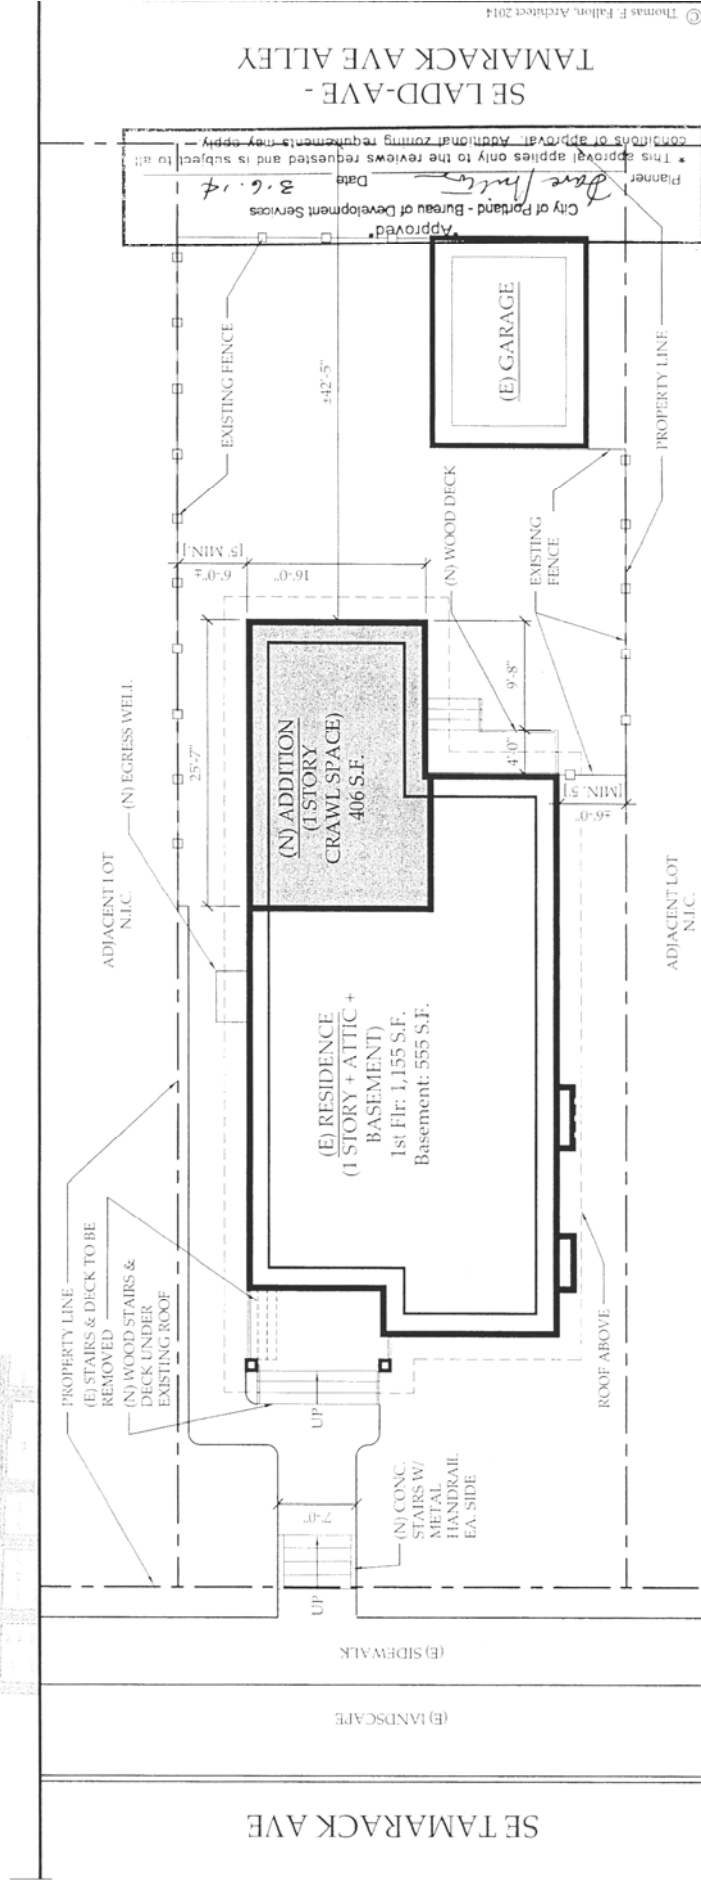 © Thomas F. Fallon, Architect 2014
SE LADD-AVE -
TAMARACK AVE ALLEY
"Approved"
City of Portland - Bureau of Development Services
Planner
Date 3.6.14
* This approval applies only to the reviews requested and is subject to all
conditions of approval. Additional zoning requirements may apply.
EXISTING FENCE
±42'-5"
(E) GARAGE
PROPERTY LINE
[5' MIN.]
6'-0"±
16'-0"
(N) WOOD DECK
EXISTING
FENCE
25'-7"
(N) EGRESS WELL
ADJACENT LOT
N.I.C.
(N) ADDITION
(1 STORY
CRAWL SPACE)
406 S.F.
9'-8"
4'-0"
[MIN. 5']
±6'-0"
(E) RESIDENCE
(1 STORY + ATTIC +
BASEMENT)
1st Flr: 1,155 S.F.
Basement: 555 S.F.
ADJACENT LOT
N.I.C.
PROPERTY LINE
(E) STAIRS & DECK TO BE
REMOVED
(N) WOOD STAIRS &
DECK UNDER
EXISTING ROOF
UP
ROOF ABOVE
7'-0"
(N) CONC.
STAIRS W/
METAL
HANDRAIL
EA. SIDE
UP
(E) SIDEWALK
(E) LANDSCAPE
SE TAMARACK AVE